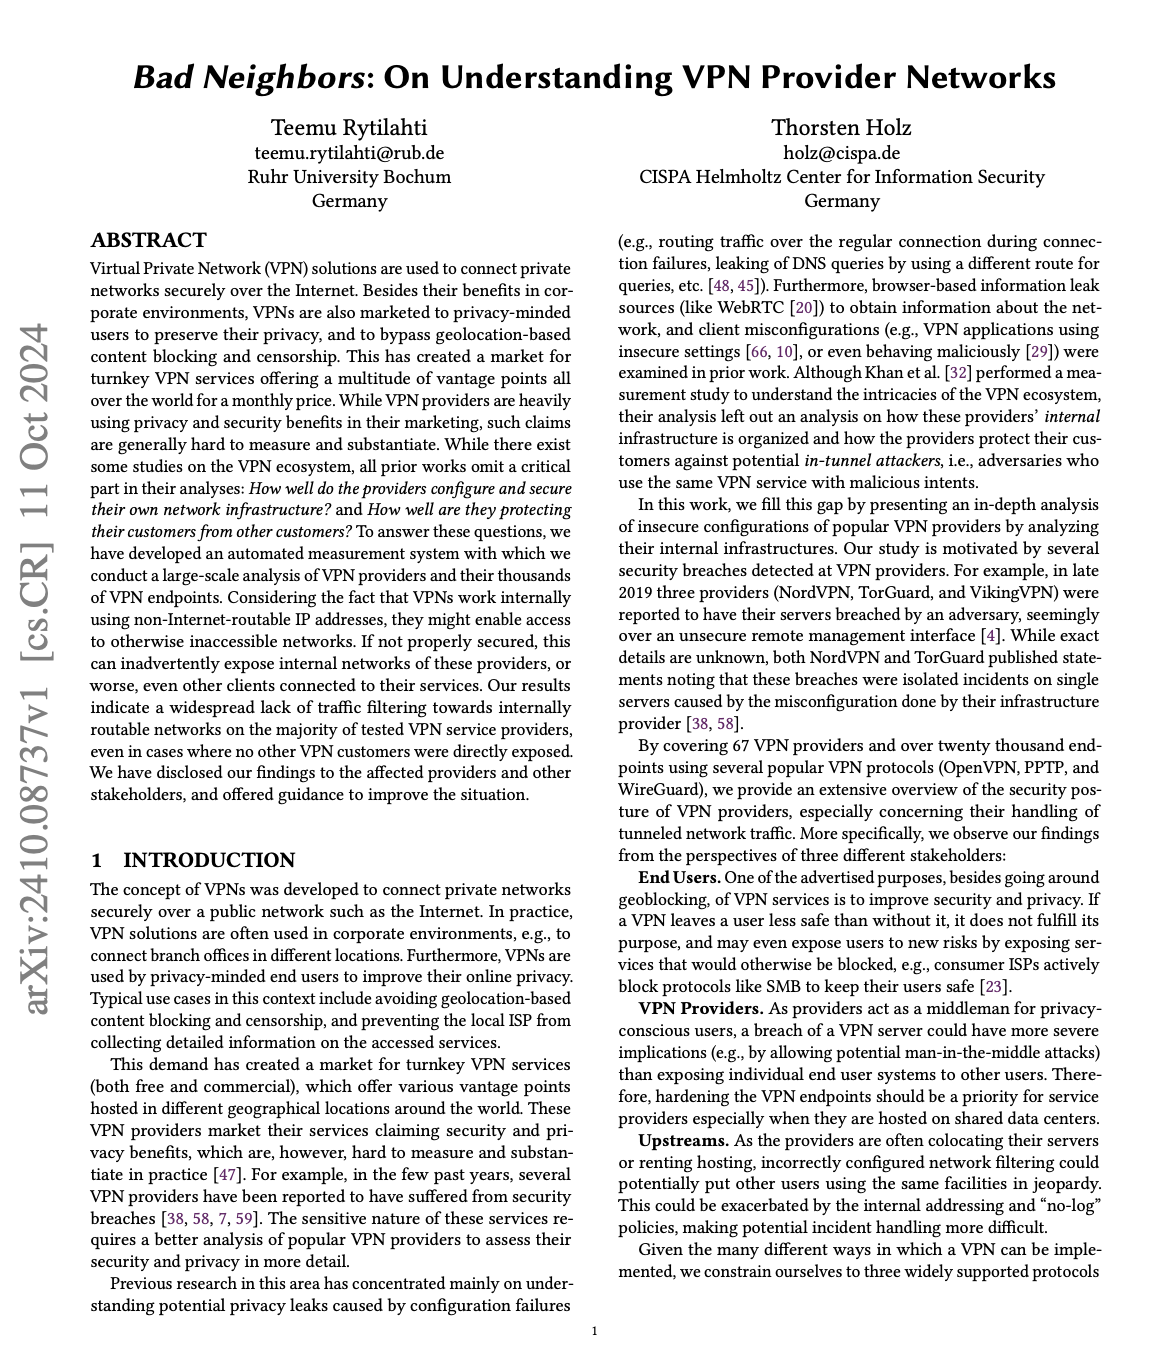 Bad Neighbors: On Understanding VPN Provider Networks
Teemu Rytilahti
teemu.rytilahti@rub.de
Ruhr University Bochum
Germany
Thorsten Holz
holz@cispa.de
CISPA Helmholtz Center for Information Security
Germany
arXiv:2410.08737v1 [cs.CR] 11 Oct 2024
ABSTRACT
Virtual Private Network (VPN) solutions are used to connect private
networks securely over the Internet. Besides their benefits in cor-
porate environments, VPNs are also marketed to privacy-minded
users to preserve their privacy, and to bypass geolocation-based
content blocking and censorship. This has created a market for
turnkey VPN services offering a multitude of vantage points all
over the world for a monthly price. While VPN providers are heavily
using privacy and security benefits in their marketing, such claims
are generally hard to measure and substantiate. While there exist
some studies on the VPN ecosystem, all prior works omit a critical
part in their analyses: How well do the providers configure and secure
their own network infrastructure? and How well are they protecting
their customers from other customers? To answer these questions, we
have developed an automated measurement system with which we
conduct a large-scale analysis of VPN providers and their thousands
of VPN endpoints. Considering the fact that VPNs work internally
using non-Internet-routable IP addresses, they might enable access
to otherwise inaccessible networks. If not properly secured, this
can inadvertently expose internal networks of these providers, or
worse, even other clients connected to their services. Our results
indicate a widespread lack of traffic filtering towards internally
routable networks on the majority of tested VPN service providers,
even in cases where no other VPN customers were directly exposed.
We have disclosed our findings to the affected providers and other
stakeholders, and offered guidance to improve the situation.
1 INTRODUCTION
The concept of VPNs was developed to connect private networks
securely over a public network such as the Internet. In practice,
VPN solutions are often used in corporate environments, e.g., to
connect branch offices in different locations. Furthermore, VPNs are
used by privacy-minded end users to improve their online privacy.
Typical use cases in this context include avoiding geolocation-based
content blocking and censorship, and preventing the local ISP from
collecting detailed information on the accessed services.
This demand has created a market for turnkey VPN services
(both free and commercial), which offer various vantage points
hosted in different geographical locations around the world. These
VPN providers market their services claiming security and pri-
vacy benefits, which are, however, hard to measure and substan-
tiate in practice [47]. For example, in the few past years, several
VPN providers have been reported to have suffered from security
breaches [38, 58, 7, 59]. The sensitive nature of these services re-
quires a better analysis of popular VPN providers to assess their
security and privacy in more detail.
Previous research in this area has concentrated mainly on under-
standing potential privacy leaks caused by configuration failures
(e.g., routing traffic over the regular connection during connec-
tion failures, leaking of DNS queries by using a different route for
queries, etc. [48, 45]). Furthermore, browser-based information leak
sources (like WebRTC [20]) to obtain information about the net-
work, and client misconfigurations (e.g., VPN applications using
insecure settings [66, 10], or even behaving maliciously [29]) were
examined in prior work. Although Khan et al. [32] performed a mea-
surement study to understand the intricacies of the VPN ecosystem,
their analysis left out an analysis on how these providers' internal
infrastructure is organized and how the providers protect their cus-
tomers against potential in-tunnel attackers, i.e., adversaries who
use the same VPN service with malicious intents.
In this work, we fill this gap by presenting an in-depth analysis
of insecure configurations of popular VPN providers by analyzing
their internal infrastructures. Our study is motivated by several
security breaches detected at VPN providers. For example, in late
2019 three providers (NordVPN, TorGuard, and VikingVPN) were
reported to have their servers breached by an adversary, seemingly
over an unsecure remote management interface [4]. While exact
details are unknown, both NordVPN and TorGuard published state-
ments noting that these breaches were isolated incidents on single
servers caused by the misconfiguration done by their infrastructure
provider [38, 58].
By covering 67 VPN providers and over twenty thousand end-
points using several popular VPN protocols (OpenVPN, PPTP, and
WireGuard), we provide an extensive overview of the security pos-
ture of VPN providers, especially concerning their handling of
tunneled network traffic. More specifically, we observe our findings
from the perspectives of three different stakeholders:
End Users. One of the advertised purposes, besides going around
geoblocing, of VPN services is to improve security and privacy. If
a VPN leaves a user less safe than without it, it does not fulfill its
purpose, and may even expose users to new risks by exposing ser-
vices that would otherwise be blocked, e.g., consumer ISPs actively
block protocols like SMB to keep their users safe [23].
VPN Providers. As providers act as a middleman for privacy-
conscious users, a breach of a VPN server could have more severe
implications (e.g., by allowing potential man-in-the-middle attacks)
than exposing individual end user systems to other users. There-
fore, hardening the VPN endpoints should be a priority for service
providers especially when they are hosted on shared data centers.
Upstreams. As the providers are often colocating their servers
or renting hosting, incorrectly configured network filtering could
potentially put other users using the same facilities in jeopardy.
This could be exacerbated by the internal addressing and “no-log”
policies, making potential incident handling more difficult.
Given the many different ways in which a VPN can be imple-
mented, we constrain ourselves to three widely supported protocols
1